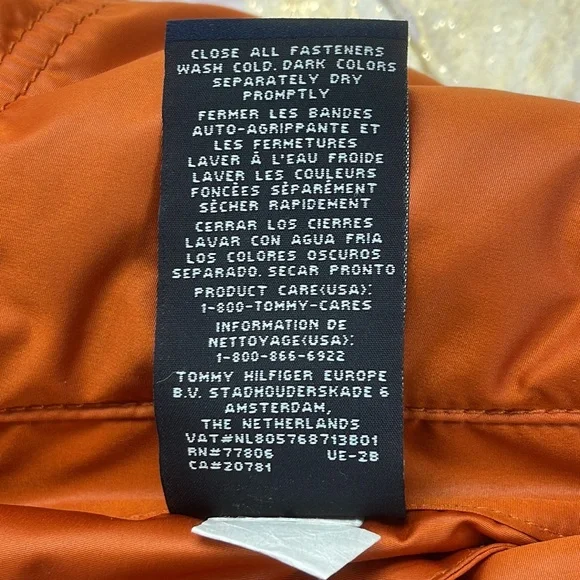 CLOSE ALL FASTENERS
WASH COLD. DARK COLORS
SEPARATELY DRY
PROMPTLY
FERMER LES BANDES
AUTO-AGRIPPANTE ET
LES FERMETURES
LAVER À L'EAU FROIDE
LAVER LES COULEURS
FONCÉES SÉPARÉMENT
SÉCHER RAPIDEMENT
CERRAR LOS CIERRES
LAVAR CON AGUA FRIA
LOS COLORES OSCUROS
SEPARADO. SECAR PRONTO
PRODUCT CARE(USA):
1-800-TOMMY-CARES
INFORMATION DE
NETTOYAGE(USA):
1-800-866-6922
TOMMY HILFIGER EUROPE
B.V. STADHOUDERSKADE 6
AMSTERDAM,
THE NETHERLANDS
VAT#NL805768713B01
RN#77806 UE-2B
CA#20781